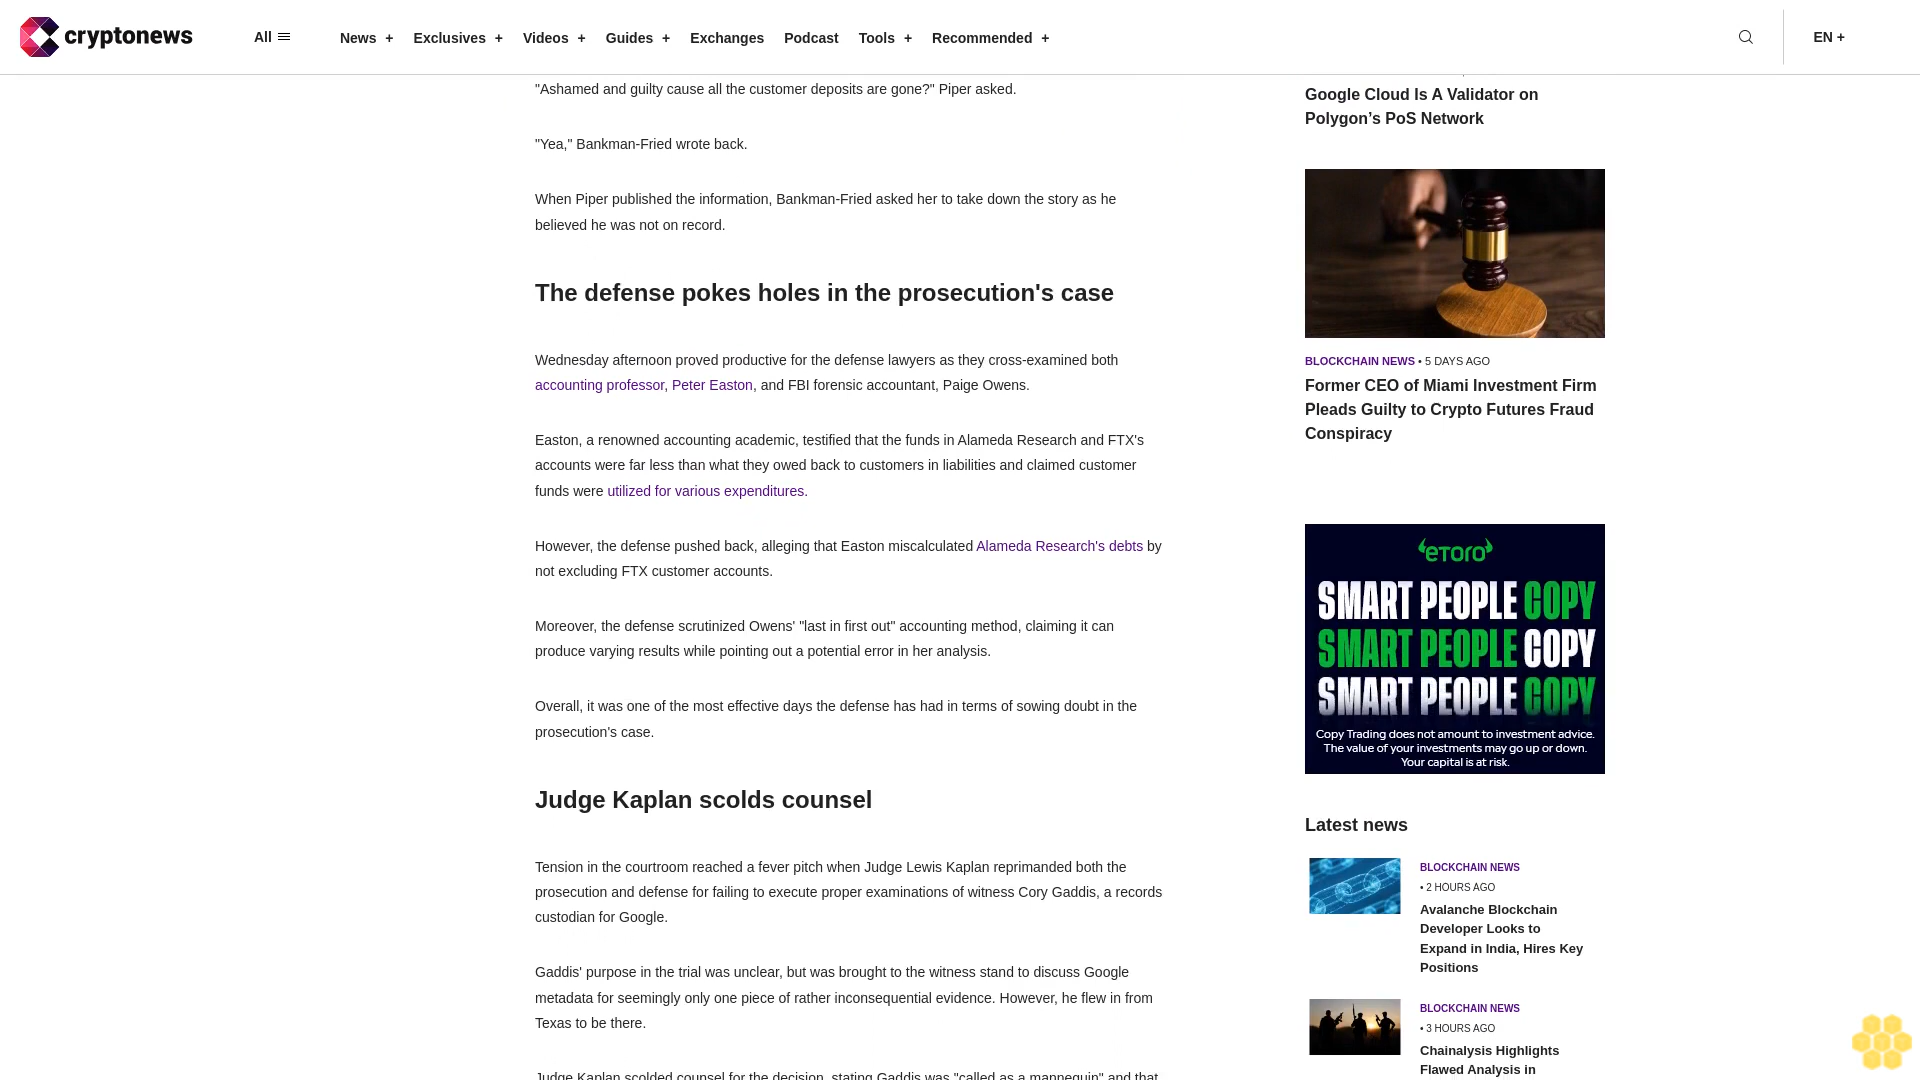 cryptonews
All
News +
Exclusives +
Videos +
Guides +
Exchanges
Podcast
Tools +
Recommended +
EN +
"Ashamed and guilty cause all the customer deposits are gone?" Piper asked.
"Yea," Bankman-Fried wrote back.
When Piper published the information, Bankman-Fried asked her to take down the story as he
believed he was not on record.
The defense pokes holes in the prosecution's case
Wednesday afternoon proved productive for the defense lawyers as they cross-examined both
accounting professor, Peter Easton, and FBI forensic accountant, Paige Owens.
Easton, a renowned accounting academic, testified that the funds in Alameda Research and FTX's
accounts were far less than what they owed back to customers in liabilities and claimed customer
funds were utilized for various expenditures.
However, the defense pushed back, alleging that Easton miscalculated Alameda Research's debts by
not excluding FTX customer accounts.
Moreover, the defense scrutinized Owens' "last in first out" accounting method, claiming it can
produce varying results while pointing out a potential error in her analysis.
Overall, it was one of the most effective days the defense has had in terms of sowing doubt in the
prosecution's case.
Judge Kaplan scolds counsel
Tension in the courtroom reached a fever pitch when Judge Lewis Kaplan reprimanded both the
prosecution and defense for failing to execute proper examinations of witness Cory Gaddis, a records
custodian for Google.
Gaddis' purpose in the trial was unclear, but was brought to the witness stand to discuss Google
metadata for seemingly only one piece of rather inconsequential evidence. However, he flew in from
Texas to be there.
Judge Kaplan scolded counsel for the decision, stating Gaddis was "called as a mannequin" and that
Google Cloud Is A Validator on
Polygon’s PoS Network
BLOCKCHAIN NEWS • 5 DAYS AGO
Former CEO of Miami Investment Firm
Pleads Guilty to Crypto Futures Fraud
Conspiracy
eToro
SMART PEOPLE COPY
SMART PEOPLE COPY
SMART PEOPLE COPY
Copy Trading does not amount to investment advice.
The value of your investments may go up or down.
Your capital is at risk.
Latest news
BLOCKCHAIN NEWS
• 2 HOURS AGO
Avalanche Blockchain
Developer Looks to
Expand in India, Hires Key
Positions
BLOCKCHAIN NEWS
• 3 HOURS AGO
Chainalysis Highlights
Flawed Analysis in